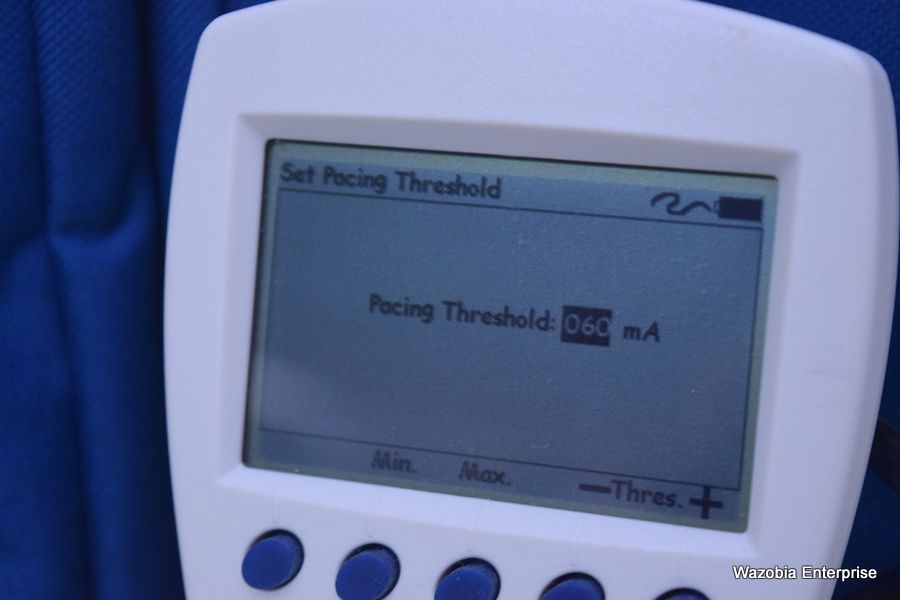 Set Pacing Threshold
Pacing Threshold: 060 mA
Min. Max. —Thres. +
Wazobia Enterprise